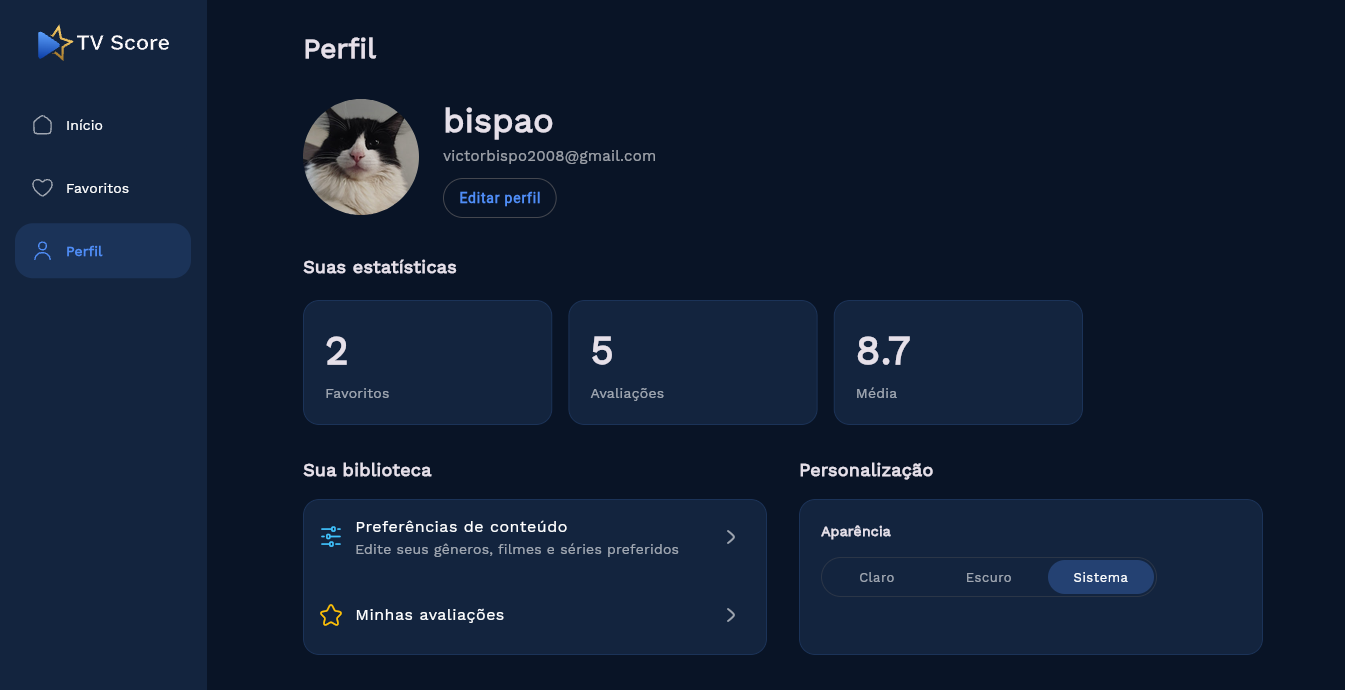 TV Score
Início
Favoritos
Perfil
Perfil
bispao
victorbispo2008@gmail.com
Editar perfil
Suas estatísticas
2
Favoritos
5
Avaliações
8.7
Média
Sua biblioteca
Preferências de conteúdo
Edite seus gêneros, filmes e séries preferidos
Minhas avaliações
Personalização
Aparência
Claro Escuro Sistema